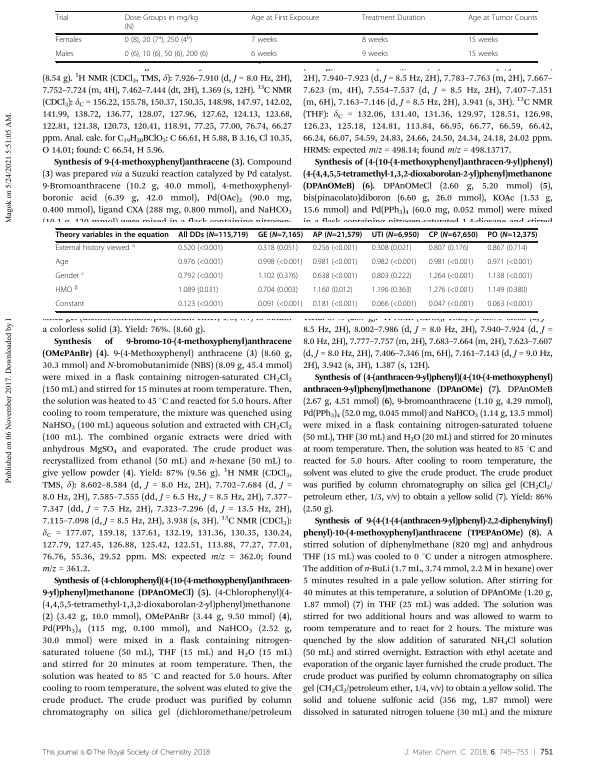 Trial Dose Groups in mg/kg (N) Age at First Exposure Treatment Duration Age at Tumor Counts
Females 0 (8), 20 (7ᵃ), 250 (4ᵇ) 7 weeks 8 weeks 15 weeks
Males 0 (6), 10 (6), 50 (6), 200 (6) 6 weeks 9 weeks 15 weeks
(8.54 g). ¹H NMR (CDCl₃, TMS, δ): 7.926–7.910 (d, J = 8.0 Hz, 2H),
7.752–7.724 (m, 4H), 7.462–7.444 (dt, 2H), 1.369 (s, 12H). ¹³C NMR
(CDCl₃): δC = 156.22, 155.78, 150.37, 150.35, 148.98, 147.97, 142.02,
141.99, 138.72, 136.77, 128.07, 127.96, 127.62, 124.13, 123.68,
122.81, 121.38, 120.73, 120.41, 118.91, 77.25, 77.00, 76.74, 66.27
ppm. Anal. calc. for C₁₉H₂₀BClO₃: C 66.61, H 5.88, B 3.16, Cl 10.35,
O 14.01; found: C 66.54, H 5.96.
Synthesis of 9-(4-methoxyphenyl)anthracene (3). Compound
(3) was prepared via a Suzuki reaction catalyzed by Pd catalyst.
9-Bromoanthracene (10.2 g, 40.0 mmol), 4-methoxyphenyl-
boronic acid (6.39 g, 42.0 mmol), Pd(OAc)₂ (90.0 mg,
0.400 mmol), ligand CXA (288 mg, 0.800 mmol), and NaHCO₃
2H), 7.940–7.923 (d, J = 8.5 Hz, 2H), 7.783–7.763 (m, 2H), 7.667–
7.623 (m, 4H), 7.554–7.537 (d, J = 8.5 Hz, 2H), 7.407–7.351
(m, 6H), 7.163–7.146 (d, J = 8.5 Hz, 2H), 3.941 (s, 3H). ¹³C NMR
(THF): δC = 132.06, 131.40, 131.36, 129.97, 128.51, 126.98,
126.23, 125.18, 124.81, 113.84, 66.95, 66.77, 66.59, 66.42,
66.24, 66.07, 54.59, 24.83, 24.66, 24.50, 24.34, 24.18, 24.02 ppm.
HRMS: expected m/z = 498.14; found: m/z = 498.13717.
Synthesis of (4-(10-(4-methoxyphenyl)anthracen-9-yl)phenyl)
(4-(4,4,5,5-tetramethyl-1,3,2-dioxaborolan-2-yl)phenyl)methanone
(DPAnOMeB) (6). DPAnOMeCl (2.60 g, 5.20 mmol) (5),
bis(pinacolato)diboron (6.60 g, 26.0 mmol), KOAc (1.53 g,
15.6 mmol) and Pd(PPh₃)₄ (60.0 mg, 0.052 mmol) were mixed
Theory variables in the equation All DDs (N=115,719) GE (N=7,165) AP (N=21,579) UTI (N=6,950) CP (N=67,650) PO (N=12,375)
External history viewed ᵃ 0.520 (<0.001) 0.318 (0.051) 0.256 (<0.001) 0.308 (0.021) 0.807 (0.176) 0.867 (0.714)
Age 0.976 (<0.001) 0.998 (<0.001) 0.981 (<0.001) 0.982 (<0.001) 0.981 (<0.001) 0.971 (<0.001)
Gender ᶜ 0.792 (<0.001) 1.102 (0.376) 0.638 (<0.001) 0.803 (0.222) 1.264 (<0.001) 1.138 (<0.001)
HMO ᵝ 1.089 (0.031) 0.704 (0.003) 1.160 (0.012) 1.196 (0.363) 1.276 (<0.001) 1.149 (0.380)
Constant 0.123 (<0.001) 0.091 (<0.001) 0.181 (<0.001) 0.066 (<0.001) 0.047 (<0.001) 0.063 (<0.001)
a colorless solid (3). Yield: 76%. (8.60 g).
Synthesis of 9-bromo-10-(4-methoxyphenyl)anthracene
(OMePAnBr) (4). 9-(4-Methoxyphenyl) anthracene (3) (8.60 g,
30.3 mmol) and N-bromobutanimide (NBS) (8.09 g, 45.4 mmol)
were mixed in a flask containing nitrogen-saturated CH₂Cl₂
(150 mL) and stirred for 15 minutes at room temperature. Then,
the solution was heated to 45 °C and reacted for 5.0 hours. After
cooling to room temperature, the mixture was quenched using
NaHSO₃ (100 mL) aqueous solution and extracted with CH₂Cl₂
(100 mL). The combined organic extracts were dried with
anhydrous MgSO₄ and evaporated. The crude product was
recrystallized from ethanol (50 mL) and n-hexane (50 mL) to
give yellow powder (4). Yield: 87% (9.56 g). ¹H NMR (CDCl₃,
TMS, δ): 8.602–8.584 (d, J = 8.0 Hz, 2H), 7.702–7.684 (d, J =
8.0 Hz, 2H), 7.585–7.555 (dd, J = 6.5 Hz, J = 8.5 Hz, 2H), 7.377–
7.347 (dd, J = 7.5 Hz, 2H), 7.323–7.296 (d, J = 13.5 Hz, 2H),
7.115–7.098 (d, J = 8.5 Hz, 2H), 3.938 (s, 3H). ¹³C NMR (CDCl₃):
δC = 177.07, 159.18, 137.61, 132.19, 131.36, 130.35, 130.24,
127.79, 127.45, 126.88, 125.42, 122.51, 113.88, 77.27, 77.01,
76.76, 55.36, 29.52 ppm. MS: expected m/z = 362.0; found
m/z = 361.2.
Synthesis of (4-chlorophenyl)(4-(10-(4-methoxyphenyl)anthracen-
9-yl)phenyl)methanone (DPAnOMeCl) (5). (4-Chlorophenyl)(4-
(4,4,5,5-tetramethyl-1,3,2-dioxaborolan-2-yl)phenyl)methanone
(2) (3.42 g, 10.0 mmol), OMePAnBr (3.44 g, 9.50 mmol) (4),
Pd(PPh₃)₄ (115 mg, 0.100 mmol), and NaHCO₃ (2.52 g,
30.0 mmol) were mixed in a flask containing nitrogen-
saturated toluene (50 mL), THF (15 mL) and H₂O (15 mL)
and stirred for 20 minutes at room temperature. Then, the
solution was heated to 85 °C and reacted for 5.0 hours. After
cooling to room temperature, the solvent was eluted to give the
crude product. The crude product was purified by column
chromatography on silica gel (dichloromethane/petroleum
8.5 Hz, 2H), 8.002–7.986 (d, J = 8.0 Hz, 2H), 7.940–7.924 (d, J =
8.0 Hz, 2H), 7.777–7.757 (m, 2H), 7.683–7.664 (m, 2H), 7.623–7.607
(d, J = 8.0 Hz, 2H), 7.406–7.346 (m, 6H), 7.161–7.143 (d, J = 9.0 Hz,
2H), 3.942 (s, 3H), 1.387 (s, 12H).
Synthesis of (4-(anthracen-9-yl)phenyl)(4-(10-(4-methoxyphenyl)
anthracen-9-yl)phenyl)methanone (DPAnOMe) (7). DPAnOMeB
(2.67 g, 4.51 mmol) (6), 9-bromoanthracene (1.10 g, 4.29 mmol),
Pd(PPh₃)₄ (52.0 mg, 0.045 mmol) and NaHCO₃ (1.14 g, 13.5 mmol)
were mixed in a flask containing nitrogen-saturated toluene
(50 mL), THF (30 mL) and H₂O (20 mL) and stirred for 20 minutes
at room temperature. Then, the solution was heated to 85 °C and
reacted for 5.0 hours. After cooling to room temperature, the
solvent was eluted to give the crude product. The crude product
was purified by column chromatography on silica gel (CH₂Cl₂/
petroleum ether, 1/3, v/v) to obtain a yellow solid (7). Yield: 86%
(2.50 g).
Synthesis of 9-(4-(1-(4-(anthracen-9-yl)phenyl)-2,2-diphenylvinyl)
phenyl)-10-(4-methoxyphenyl)anthracene (TPEPAnOMe) (8). A
stirred solution of diphenylmethane (820 mg) and anhydrous
THF (15 mL) was cooled to 0 °C under a nitrogen atmosphere.
The addition of n-BuLi (1.7 mL, 3.74 mmol, 2.2 M in hexane) over
5 minutes resulted in pale yellow solution. After stirring for
40 minutes at this temperature, a solution of DPAnOMe (1.20 g,
1.87 mmol) (7) in THF (25 mL) was added. The solution was
stirred for two additional hours and was allowed to warm to
room temperature and to react for 2 hours. The mixture was
quenched by the slow addition of saturated NH₄Cl solution
(50 mL) and stirred overnight. Extraction with ethyl acetate and
evaporation of the organic layer furnished the crude product. The
crude product was purified by column chromatography on silica
gel (CH₂Cl₂/petroleum ether, 1/4, v/v) to obtain a yellow solid. The
solid and toluene sulfonic acid (356 mg, 1.87 mmol) were
dissolved in saturated nitrogen toluene (30 mL) and the mixture
Published on 06 November 2017. Downloaded by
Magok on 5/24/2021 5:51:05 AM.
This journal is © The Royal Society of Chemistry 2018
J. Mater. Chem. C, 2018, 6, 745–753 | 751